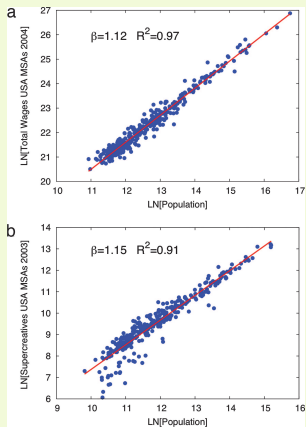 a
27
26
25
24
23
22
21
20
β=1.12 R²=0.97
LN[Total Wages USA MSAs 2004]
10 11 12 13 14 15 16 17
LN[Population]
b
14
13
12
11
10
9
8
7
6
β=1.15 R²=0.91
LN[Supercreatives USA MSAs 2003]
9 10 11 12 13 14 15 16
LN[Population]